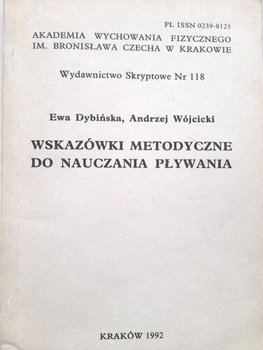 PL ISSN 0239-8125
AKADEMIA WYCHOWANIA FIZYCZNEGO
IM. BRONISŁAWA CZECHA W KRAKOWIE
Wydawnictwo Skryptowe Nr 118
Ewa Dybińska, Andrzej Wójcicki
WSKAZÓWKI METODYCZNE
DO NAUCZANIA PŁYWANIA
KRAKÓW 1992